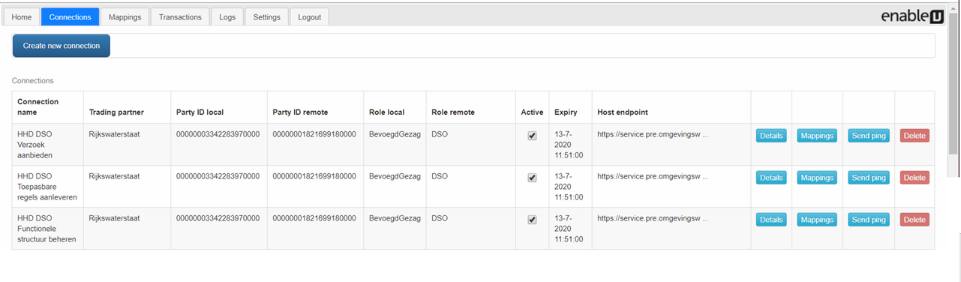 Home Connections Mappings Transactions Logs Settings Logout
enableU
Create new connection
Connections
Connection name Trading partner Party ID local Party ID remote Role local Role remote Active Expiry Host endpoint
HHD DSO Verzoek aanbieden Rijkswaterstaat 00000003342283970000 00000001821699180000 BevoegdGezag DSO 13-7-2020 11:51:00 https://service.pre.omgevingsw ... Details Mappings Send ping Delete
HHD DSO Toepasbare regels aanleveren Rijkswaterstaat 00000003342283970000 00000001821699180000 BevoegdGezag DSO 13-7-2020 11:51:00 https://service.pre.omgevingsw ... Details Mappings Send ping Delete
HHD DSO Functionele structuur beheren Rijkswaterstaat 00000003342283970000 00000001821699180000 BevoegdGezag DSO 13-7-2020 11:51:00 https://service.pre.omgevingsw ... Details Mappings Send ping Delete